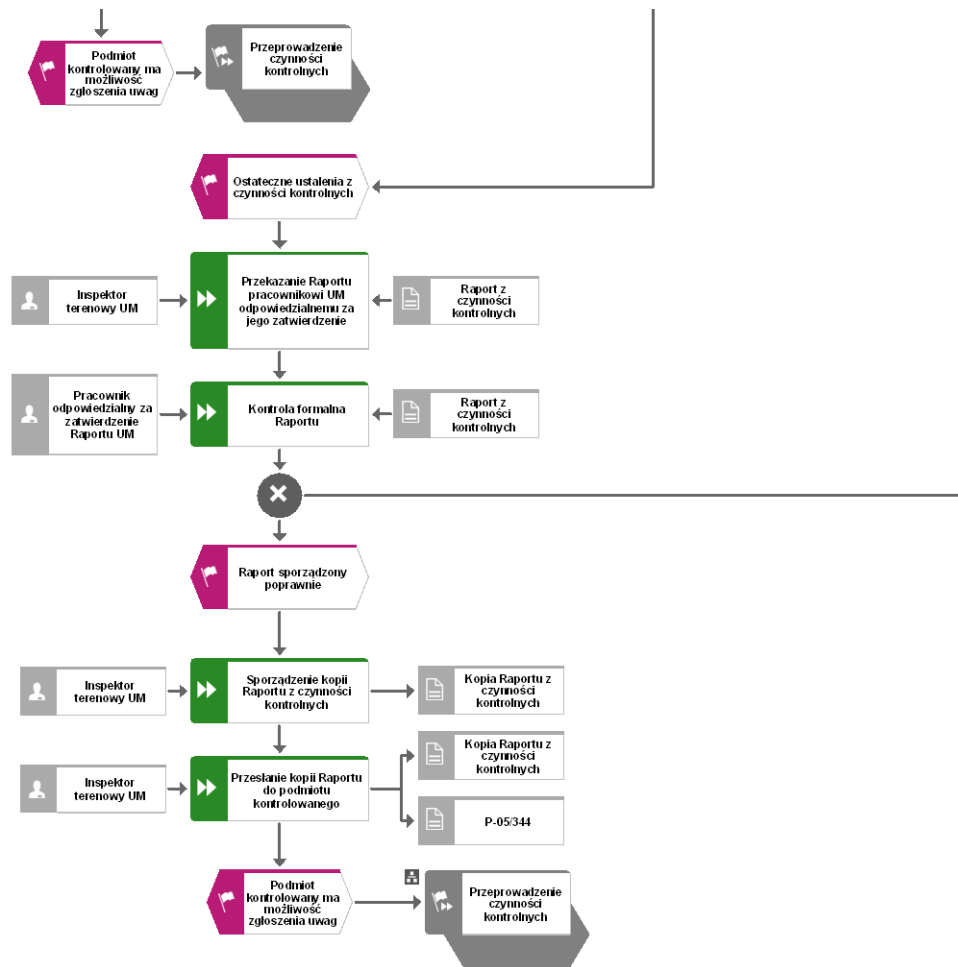 Podmiot
kontrolowany ma
możliwość
zgłoszenia uwag
Przeprowadzenie
czynności
kontrolnych
Ostateczne ustalenia z
czynności kontrolnych
Inspektor
terenowy UM
Przekazanie Raportu
pracownikowi UM
odpowiedzialnemu za
jego zatwierdzenie
Raport z
czynności
kontrolnych
Pracownik
odpowiedzialny za
zatwierdzenie
Raportu UM
Kontrola formalna
Raportu
Raport z
czynności
kontrolnych
Raport sporządzony
poprawnie
Inspektor
terenowy UM
Sporządzenie kopii
Raportu z czynności
kontrolnych
Kopia Raportu z
czynności
kontrolnych
Kopia Raportu z
czynności
kontrolnych
Inspektor
terenowy UM
Przesłanie kopii Raportu
do podmiotu
kontrolowanego
P-05/344
Podmiot
kontrolowany ma
możliwość
zgłoszenia uwag
Przeprowadzenie
czynności
kontrolnych